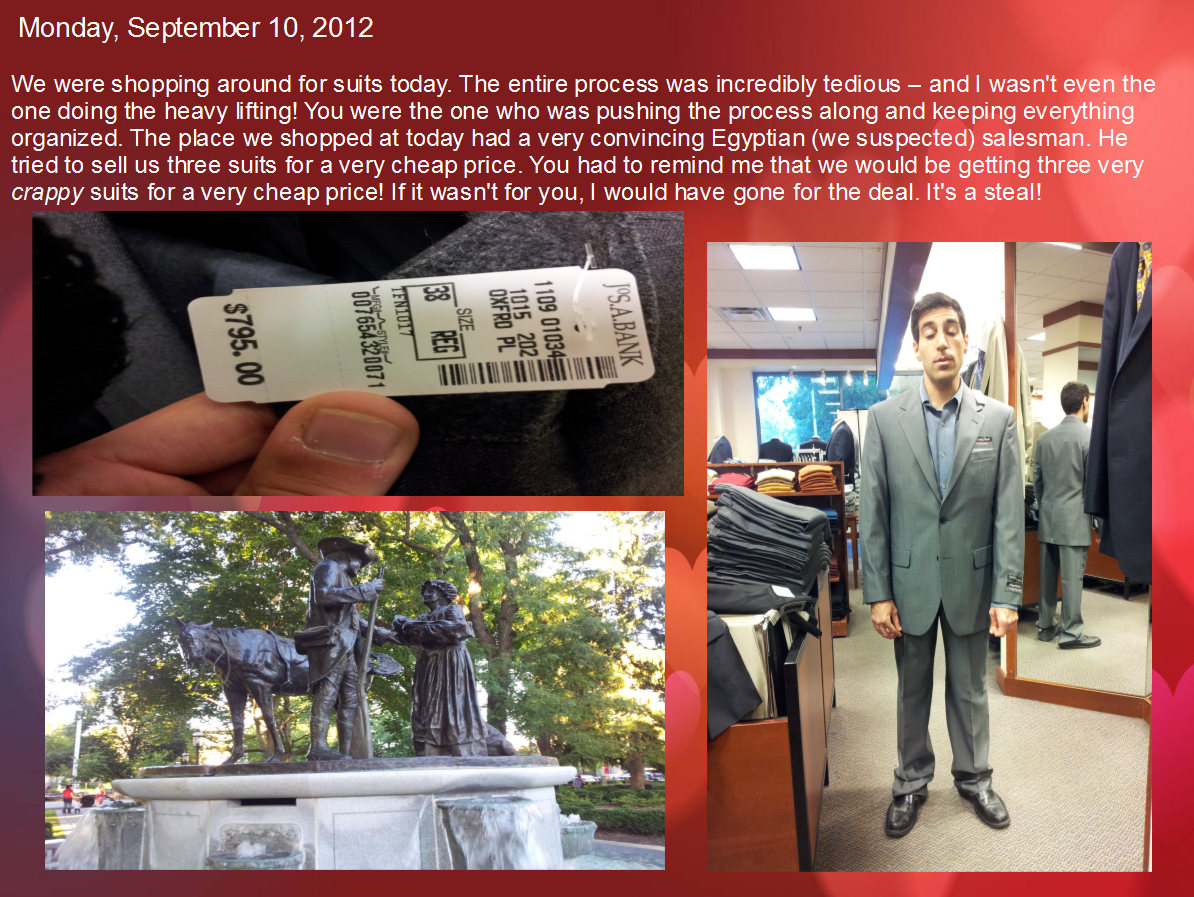 Monday, September 10, 2012
We were shopping around for suits today. The entire process was incredibly tedious – and I wasn't even the
one doing the heavy lifting! You were the one who was pushing the process along and keeping everything
organized. The place we shopped at today had a very convincing Egyptian (we suspected) salesman. He
tried to sell us three suits for a very cheap price. You had to remind me that we would be getting three very
crappy suits for a very cheap price! If it wasn't for you, I would have gone for the deal. It's a steal!
JoS.A.BANK
1109 01034
1015 202
OXFRD PL
SIZE
38 REG
1FN1017
007654320071
$795.00